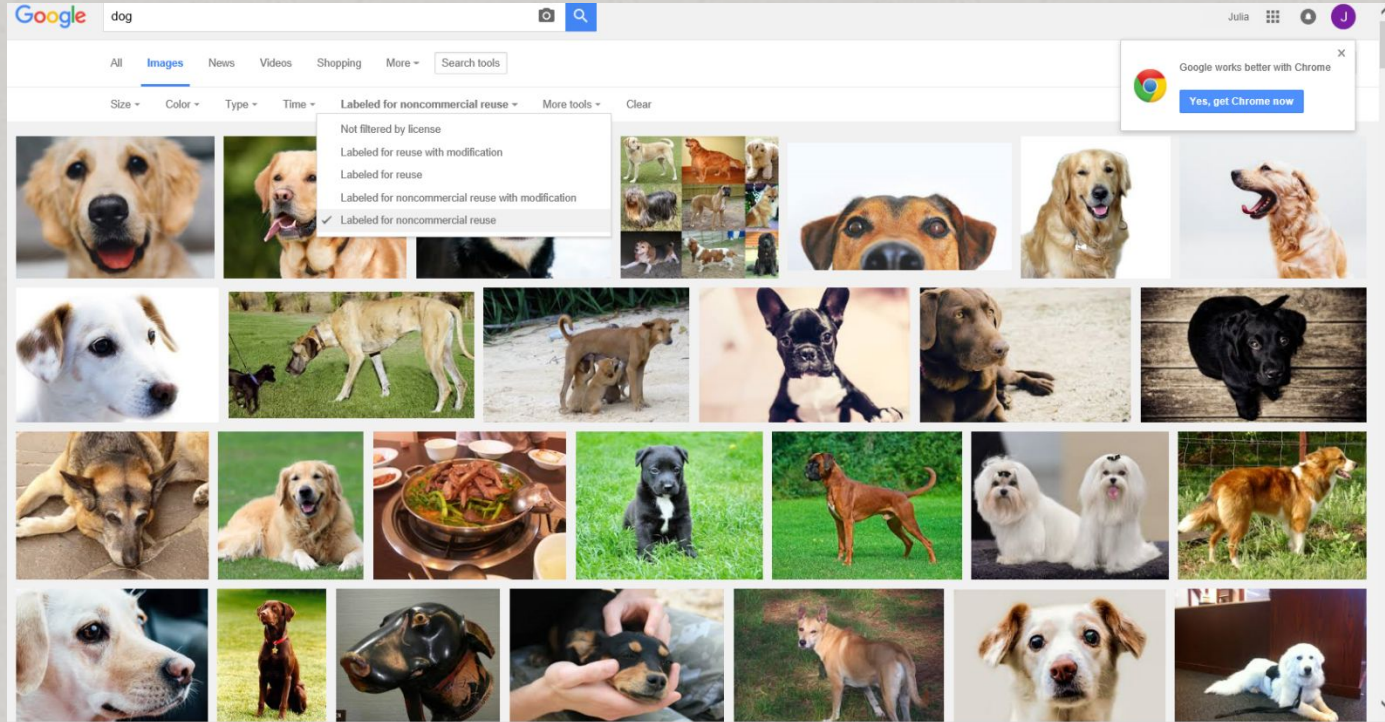 Google dog Julia J
All Images News Videos Shopping More Search tools
Google works better with Chrome
Yes, get Chrome now
Size Color Type Time Labeled for noncommercial reuse More tools Clear
Not filtered by license
Labeled for reuse with modification
Labeled for reuse
Labeled for noncommercial reuse with modification
Labeled for noncommercial reuse